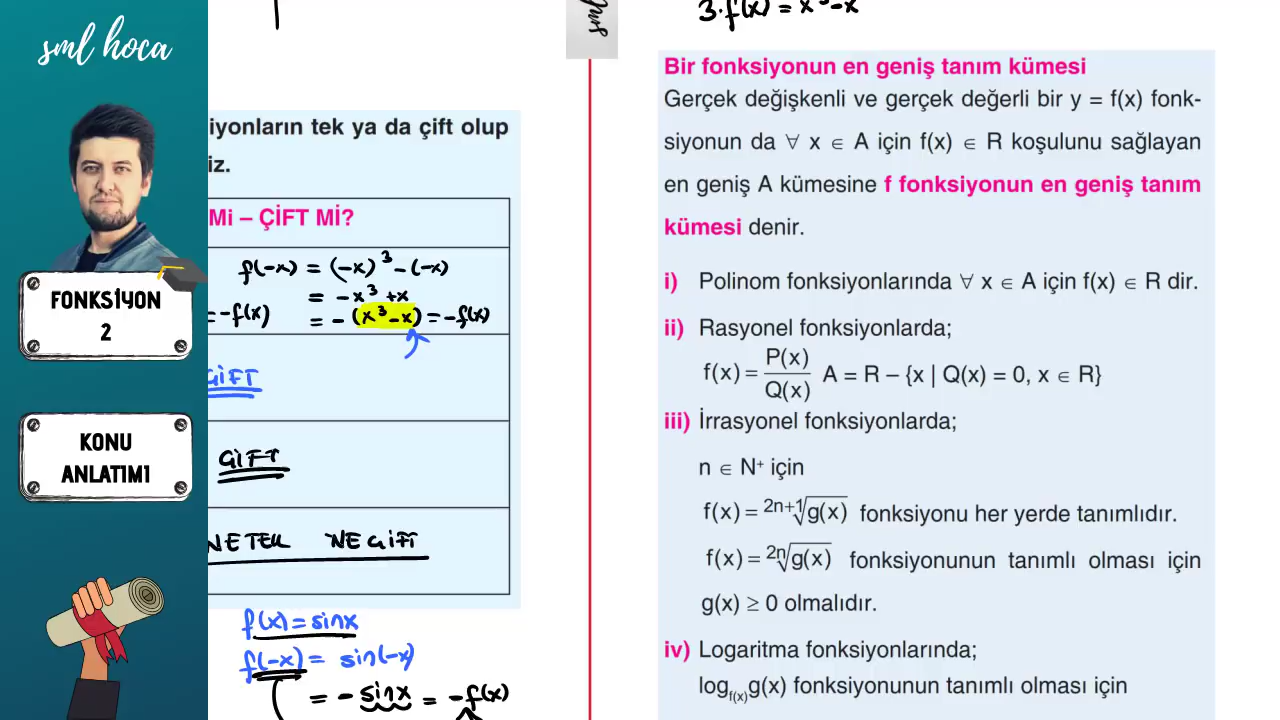 sml hoca
FONKSİYON
2
KONU
ANLATIMI
iyonların tek ya da çift olup
iz.
Mi – ÇİFT Mİ?
f(-x) = (-x)³ - (-x)
= -x³ + x
= -f(x) = - (x³ - x) = -f(x)
ÇİFT
ÇİFT
NE TEK NE ÇİFT
f(x) = sinx
f(-x) = sin(-x)
= - sinx = -f(x)
3.f(x) = x³ - x
Bir fonksiyonun en geniş tanım kümesi
Gerçek değişkenli ve gerçek değerli bir y = f(x) fonk-
siyonun da ∀ x ∈ A için f(x) ∈ R koşulunu sağlayan
en geniş A kümesine f fonksiyonun en geniş tanım
kümesi denir.
i) Polinom fonksiyonlarında ∀ x ∈ A için f(x) ∈ R dir.
ii) Rasyonel fonksiyonlarda;
f(x) = P(x)/Q(x) A = R – {x | Q(x) = 0, x ∈ R}
iii) İrrasyonel fonksiyonlarda;
n ∈ N⁺ için
f(x) = ²ⁿ⁺¹√g(x) fonksiyonu her yerde tanımlıdır.
f(x) = ²ⁿ√g(x) fonksiyonunun tanımlı olması için
g(x) ≥ 0 olmalıdır.
iv) Logaritma fonksiyonlarında;
log_f(x) g(x) fonksiyonunun tanımlı olması için